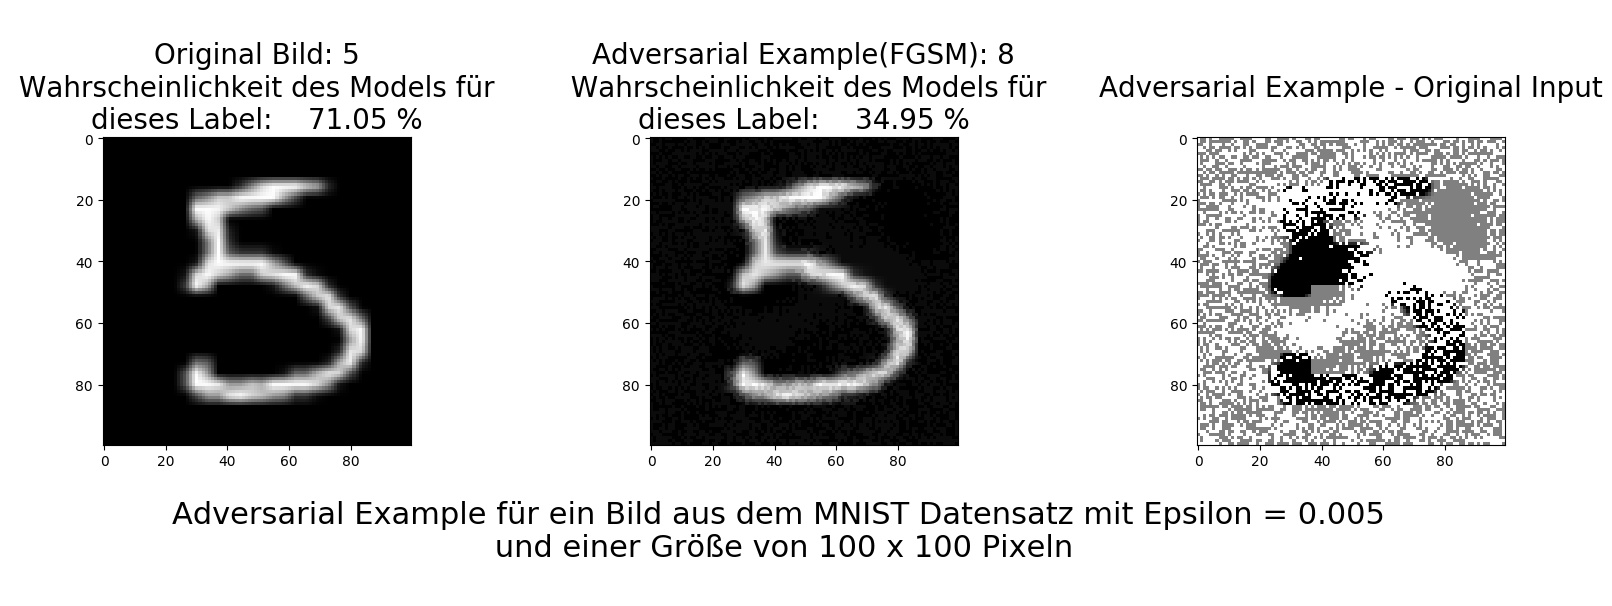 Original Bild: 5
Wahrscheinlichkeit des Models für
dieses Label: 71.05 %
0
20
40
60
80
0 20 40 60 80
5
Adversarial Example(FGSM): 8
Wahrscheinlichkeit des Models für
dieses Label: 34.95 %
0
20
40
60
80
0 20 40 60 80
5
Adversarial Example - Original Input
0
20
40
60
80
0 20 40 60 80
Adversarial Example für ein Bild aus dem MNIST Datensatz mit Epsilon = 0.005
und einer Größe von 100 x 100 Pixeln